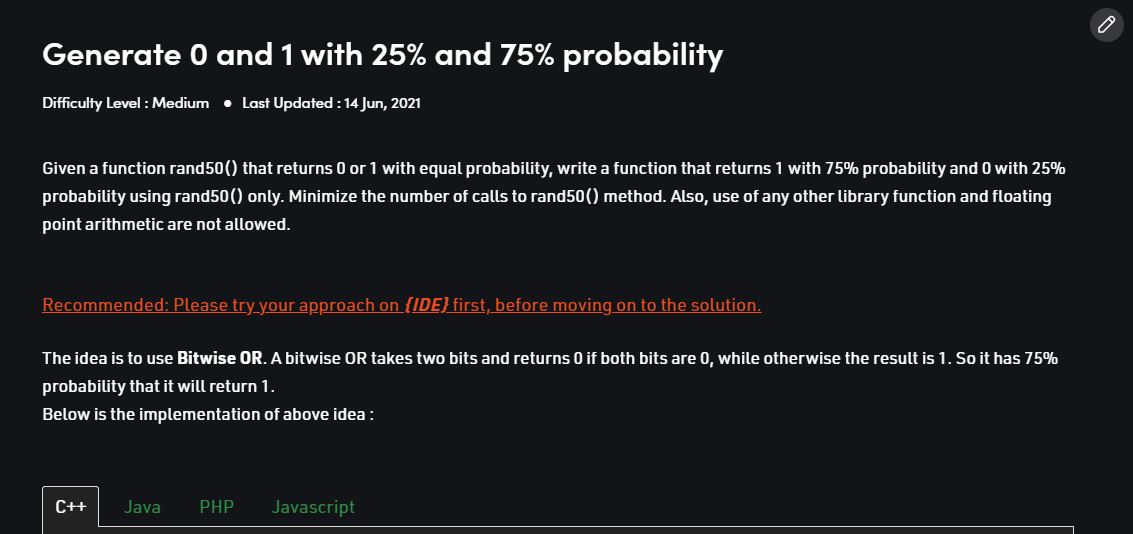 Generate 0 and 1 with 25% and 75% probability
Difficulty Level : Medium ● Last Updated : 14 Jun, 2021
Given a function rand50() that returns 0 or 1 with equal probability, write a function that returns 1 with 75% probability and 0 with 25%
probability using rand50() only. Minimize the number of calls to rand50() method. Also, use of any other library function and floating
point arithmetic are not allowed.
Recommended: Please try your approach on {IDE} first, before moving on to the solution.
The idea is to use Bitwise OR. A bitwise OR takes two bits and returns 0 if both bits are 0, while otherwise the result is 1. So it has 75%
probability that it will return 1.
Below is the implementation of above idea :
C++ Java PHP Javascript